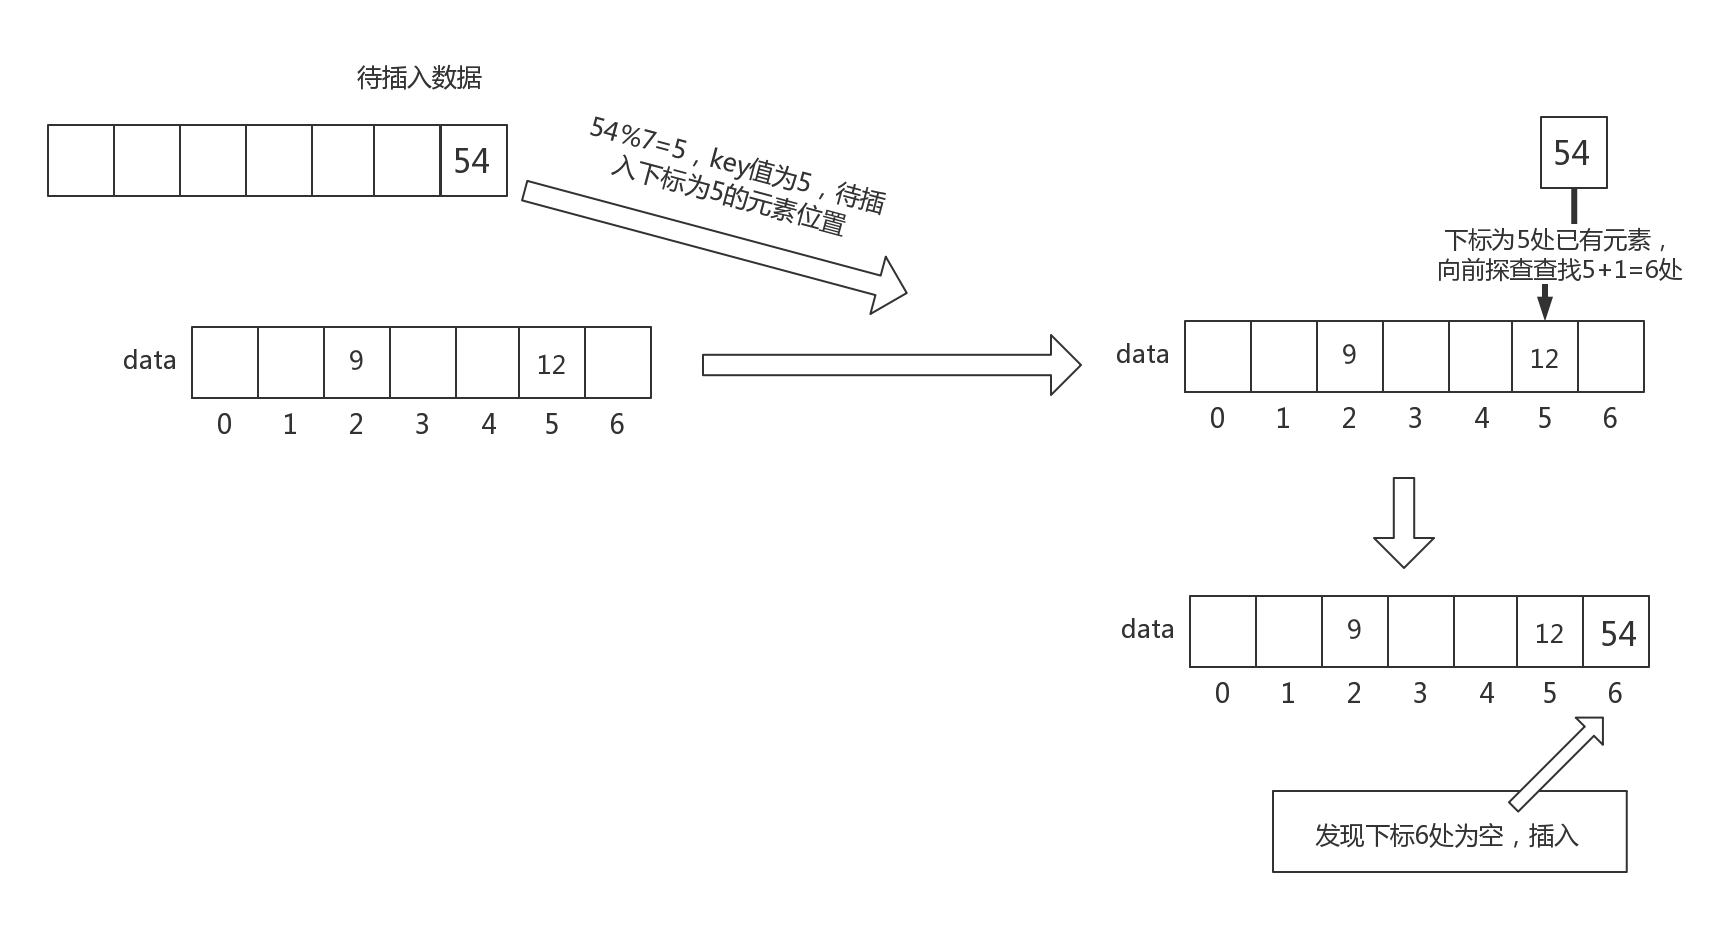 待插入数据
54
54%7=5，key值为5，待插
入下标为5的元素位置
data
9
12
0 1 2 3 4 5 6
54
下标为5处已有元素，
向前探查查找5+1=6处
data
9
12
0 1 2 3 4 5 6
data
9
12
54
0 1 2 3 4 5 6
发现下标6处为空，插入